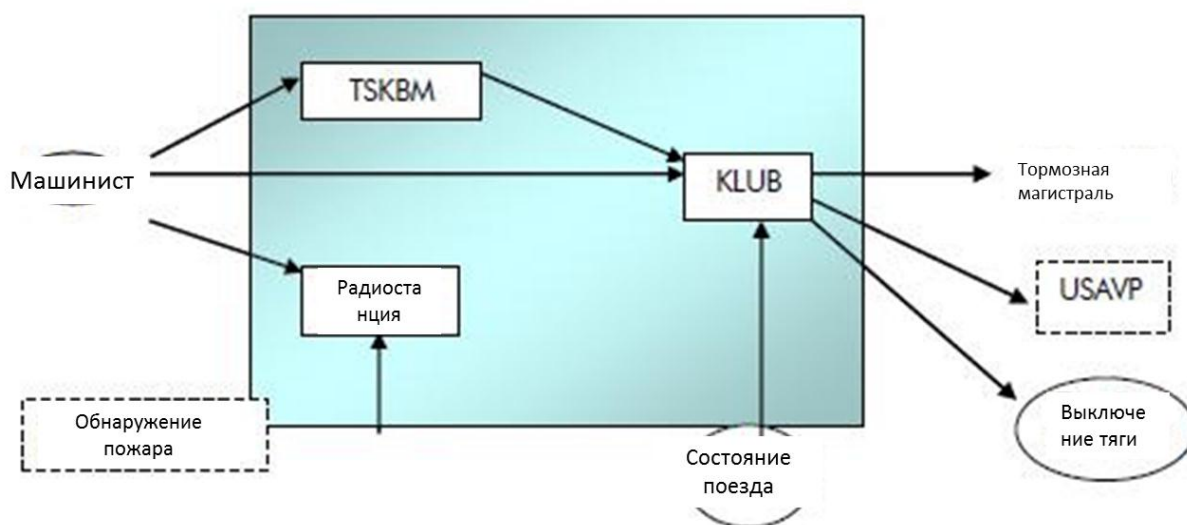 TSKBM
Машинист
KLUB
Тормозная
магистраль
Радиоста
нция
USAVP
Обнаружение
пожара
Состояние
поезда
Выключе
ние тяги